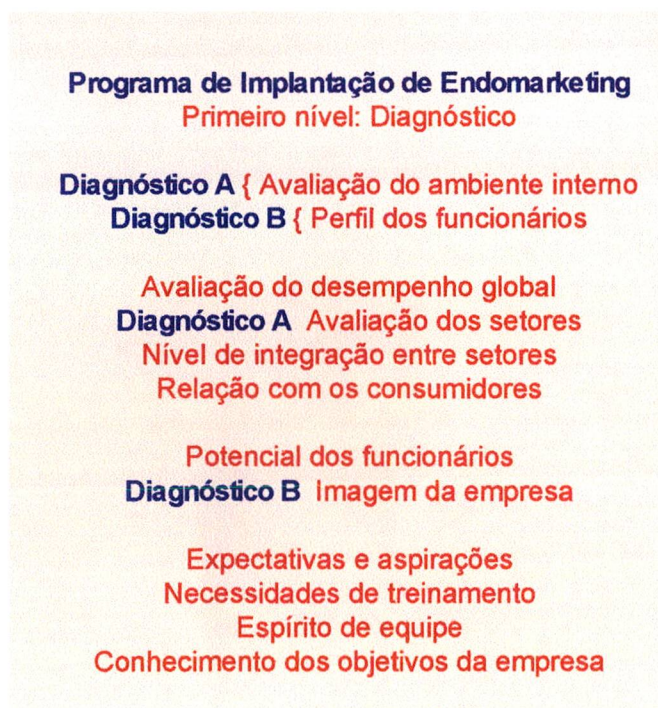 Programa de Implantação de Endomarketing
Primeiro nível: Diagnóstico
Diagnóstico A { Avaliação do ambiente interno
Diagnóstico B { Perfil dos funcionários
Avaliação do desempenho global
Diagnóstico A Avaliação dos setores
Nível de integração entre setores
Relação com os consumidores
Potencial dos funcionários
Diagnóstico B Imagem da empresa
Expectativas e aspirações
Necessidades de treinamento
Espírito de equipe
Conhecimento dos objetivos da empresa